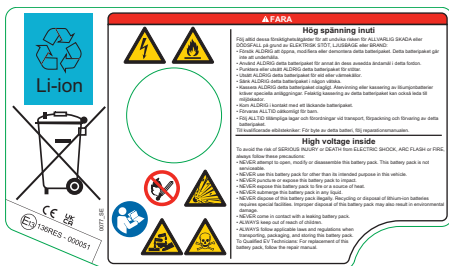 Li-ion
CE
UK
CA
0077_SE
E13 136RES - 000051
FARA
Hög spänning inuti
Följ alltid dessa försiktighetsåtgärder för att undvika risken för ALLVARLIG SKADA eller
DÖDSFALL på grund av ELEKTRISK STÖT, LJUSBÅGE eller BRAND:
• Försök ALDRIG att öppna, modifiera eller demontera detta batteripaket. Detta batteripaket går
inte att underhålla.
• Använd ALDRIG detta batteripaket för annat än dess avsedda ändamål i detta fordon.
• Punktera eller utsätt ALDRIG detta batteripaket för stötar.
• Utsätt ALDRIG detta batteripaket för eld eller värmekällor.
• Sänk ALDRIG detta batteripaket i någon vätska.
• Kassera ALDRIG detta batteripaket olagligt. Återvinning eller kassering av litiumjonbatterier
kräver speciella anläggningar. Felaktig kassering av detta batteripaket kan också leda till
miljöskador.
• Kom ALDRIG i kontakt med ett läckande batteripaket.
• Förvaras ALLTID oåtkomligt för barn.
• Följ ALLTID tillämpliga lagar och förordningar vid transport, förpackning och förvaring av detta
batteripaket.
Till kvalificerade elbilstekniker: För byte av detta batteri, följ reparationsmanualen.
High voltage inside
To avoid the risk of SERIOUS INJURY or DEATH from ELECTRIC SHOCK, ARC FLASH or FIRE,
always follow these precautions:
• NEVER attempt to open, modify or disassemble this battery pack. This battery pack is not
serviceable.
• NEVER use this battery pack for other than its intended purpose in this vehicle.
• NEVER puncture or expose this battery pack to impact.
• NEVER expose this battery pack to fire or a source of heat.
• NEVER submerge this battery pack in any liquid
• NEVER dispose of this battery pack illegally. Recycling or disposal of lithium-ion batteries
requires special facilities. Improper disposal of this battery pack may also result in environmental
damage.
• NEVER come in contact with a leaking battery pack.
• ALWAYS keep out of reach of children.
• ALWAYS follow applicable laws and regulations when
transporting, packaging, and storing this battery pack.
To Qualified EV Technicians: For replacement of this
battery pack, follow the repair manual.